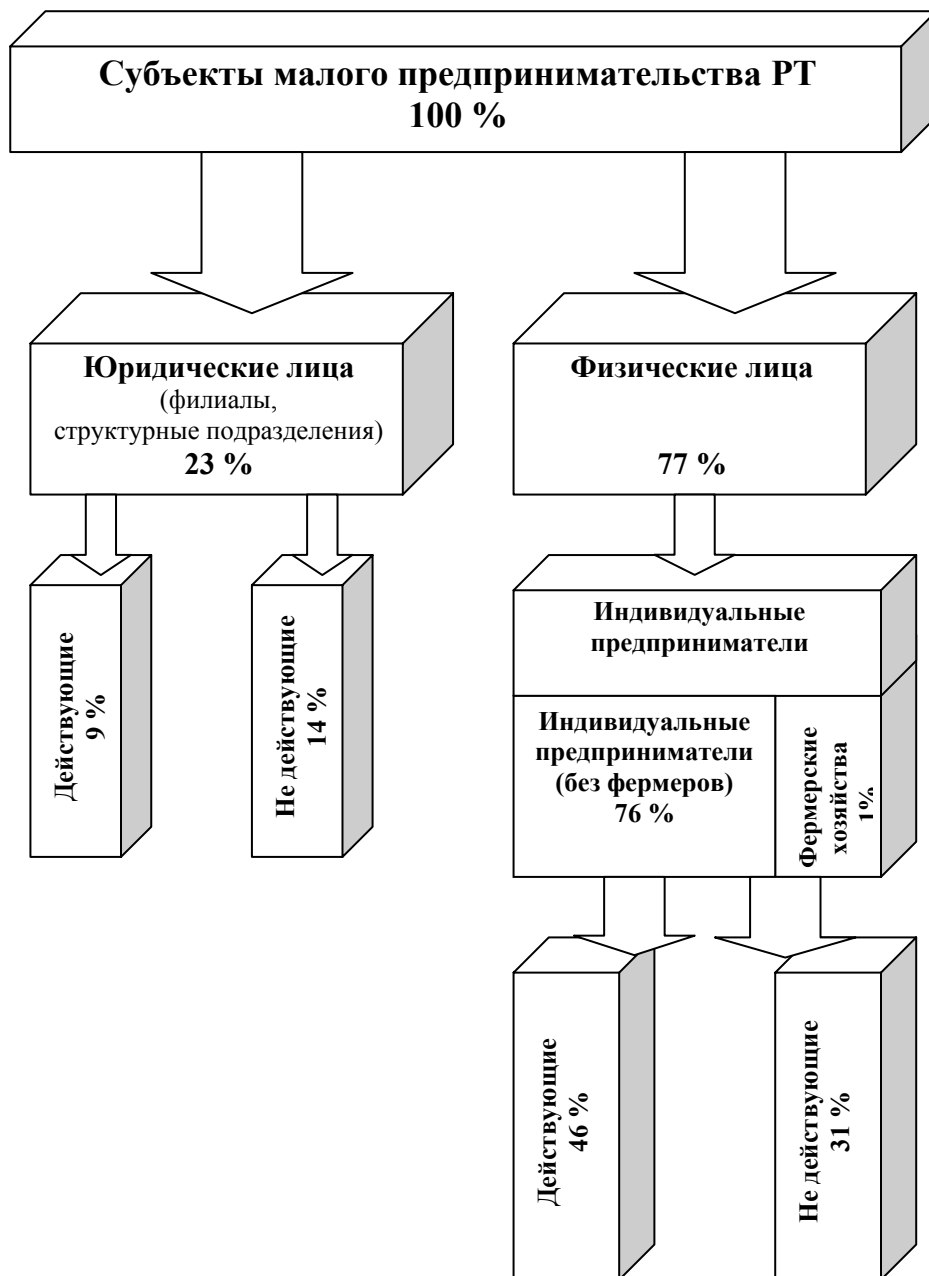 Субъекты малого предпринимательства РТ
100 %
Юридические лица
(филиалы,
структурные подразделения)
23 %
Физические лица
77 %
Действующие
9 %
Не действующие
14 %
Индивидуальные
предприниматели
Индивидуальные
предприниматели
(без фермеров)
76 %
Фермерские
хозяйства
1%
Действующие
46 %
Не действующие
31 %